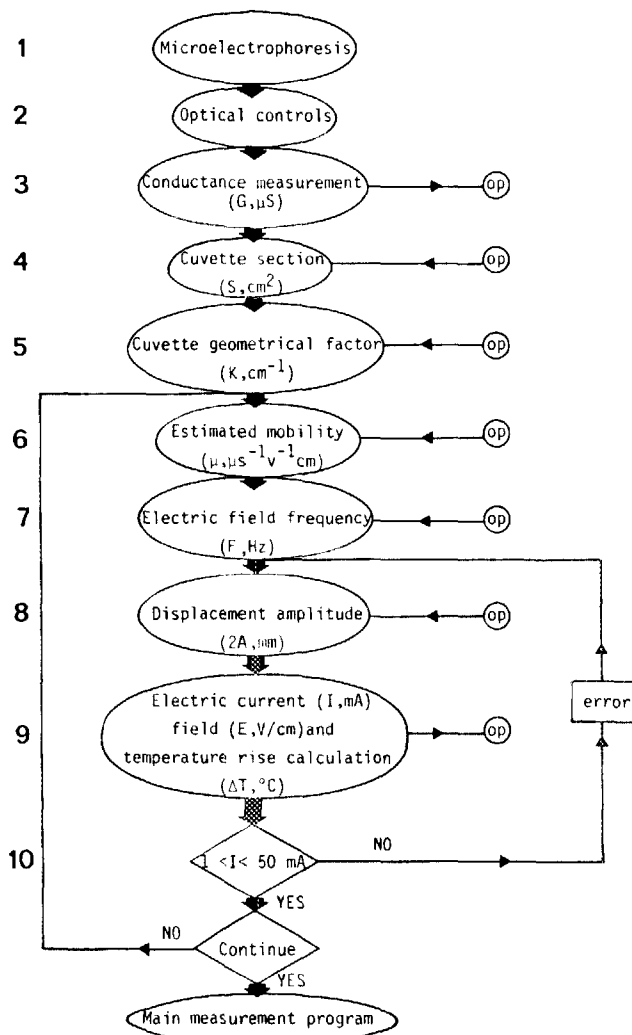 1
Microelectrophoresis
2
Optical controls
3
Conductance measurement
(G,µS)
op
4
Cuvette section
(S,cm²)
op
5
Cuvette geometrical factor
(K,cm⁻¹)
op
6
Estimated mobility
(µ,µs⁻¹v⁻¹cm)
op
7
Electric field frequency
(F,Hz)
op
8
Displacement amplitude
(2A,mm)
op
error
9
Electric current (I,mA)
field (E,V/cm)and
temperature rise calculation
(ΔT,°C)
op
10
1 <I< 50 mA
NO
YES
NO
Continue
YES
Main measurement program